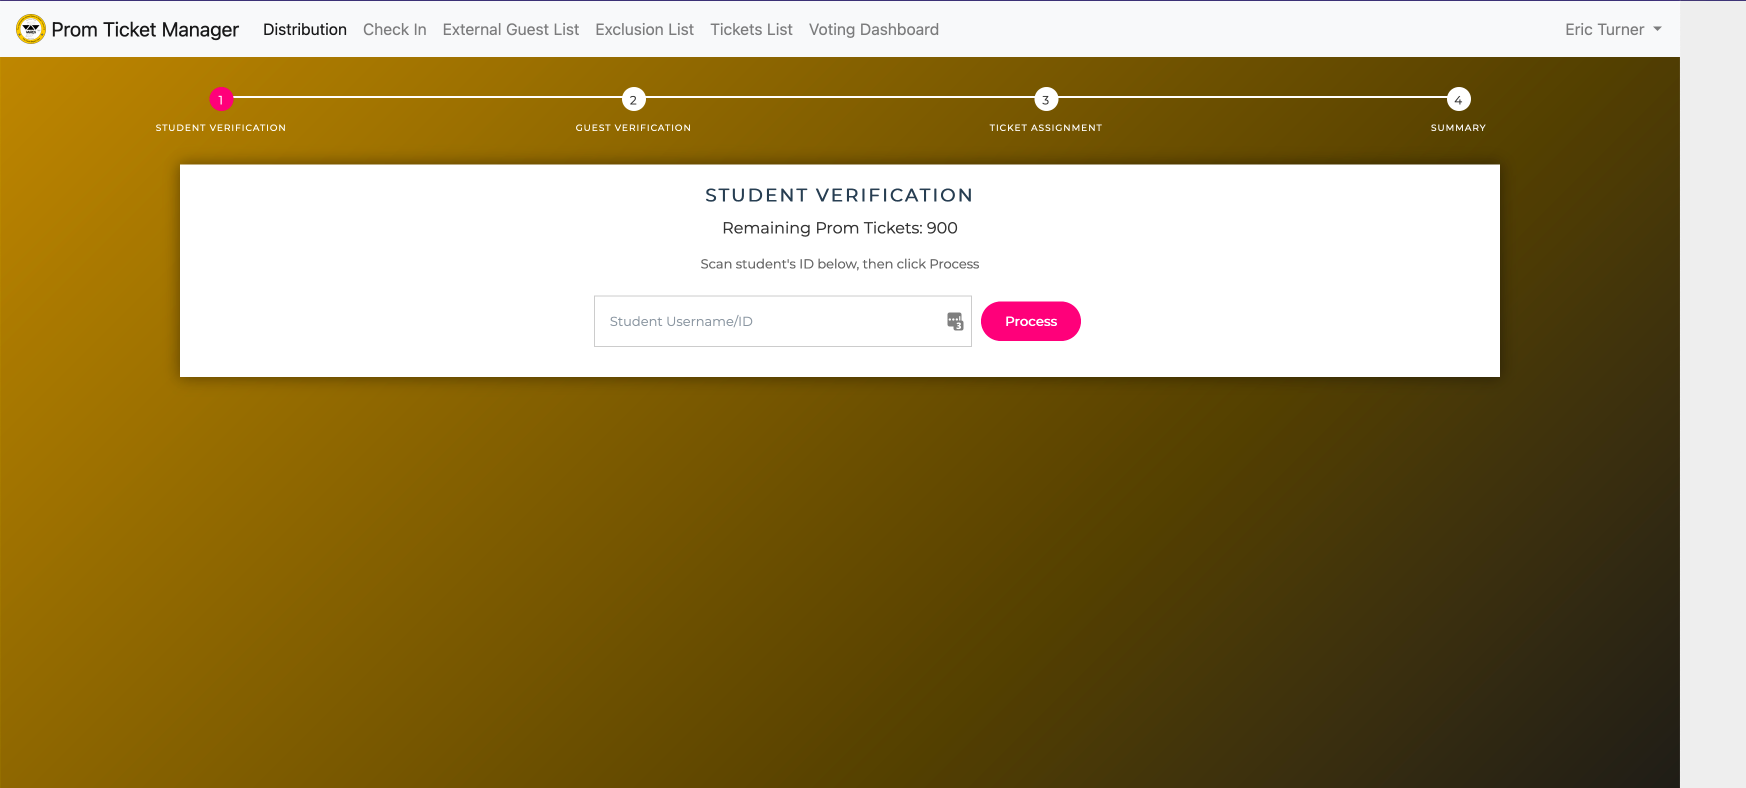 Prom Ticket Manager Distribution Check In External Guest List Exclusion List Tickets List Voting Dashboard Eric Turner
1 2 3 4
STUDENT VERIFICATION GUEST VERIFICATION TICKET ASSIGNMENT SUMMARY
STUDENT VERIFICATION
Remaining Prom Tickets: 900
Scan student's ID below, then click Process
Student Username/ID 3 Process